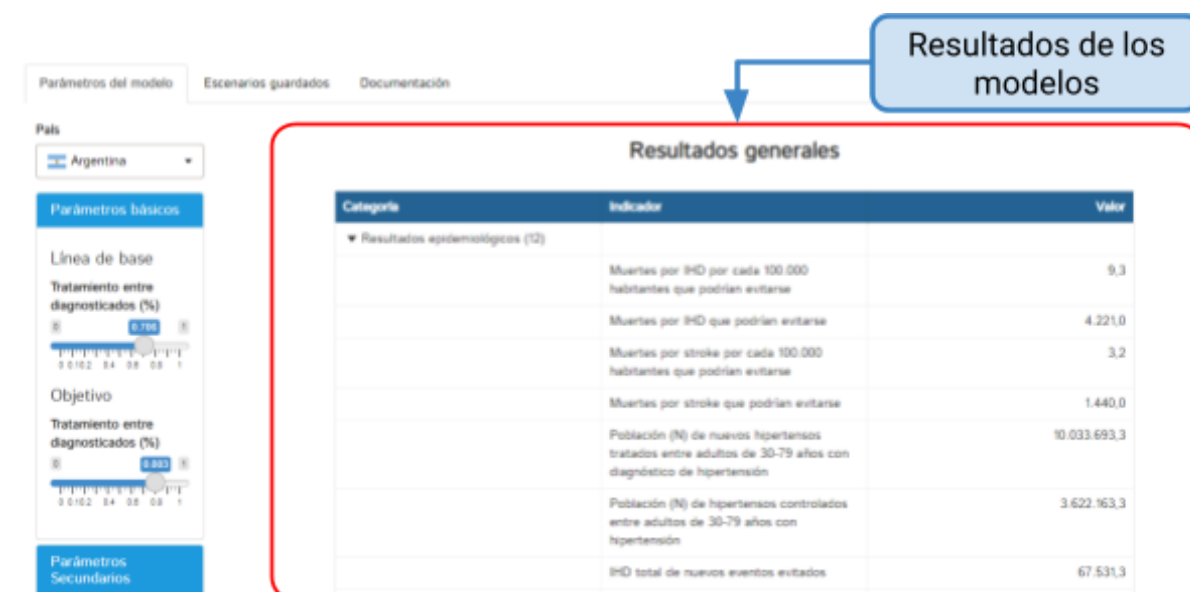 Resultados de los
modelos
Parámetros del modelo
Escenarios guardados
Documentación
País
Argentina
Resultados generales
Parámetros básicos
Categoría
Indicador
Valor
▼ Resultados epidemiológicos (12)
Línea de base
Tratamiento entre
diagnosticados (%)
0
1
Muertes por IHD por cada 100.000
habitantes que podrían evitarse
9,3
Muertes por IHD que podrían evitarse
4.221,0
Muertes por stroke por cada 100.000
habitantes que podrían evitarse
3,2
Objetivo
Muertes por stroke que podrían evitarse
1.440,0
Tratamiento entre
diagnosticados (%)
0
1
Población (N) de nuevos hipertensos
tratados entre adultos de 30-79 años con
diagnóstico de hipertensión
10.033.693,3
Población (N) de hipertensos controlados
entre adultos de 30-79 años con
hipertensión
3.622.163,3
Parámetros
Secundarios
IHD total de nuevos eventos evitados
67.531,3